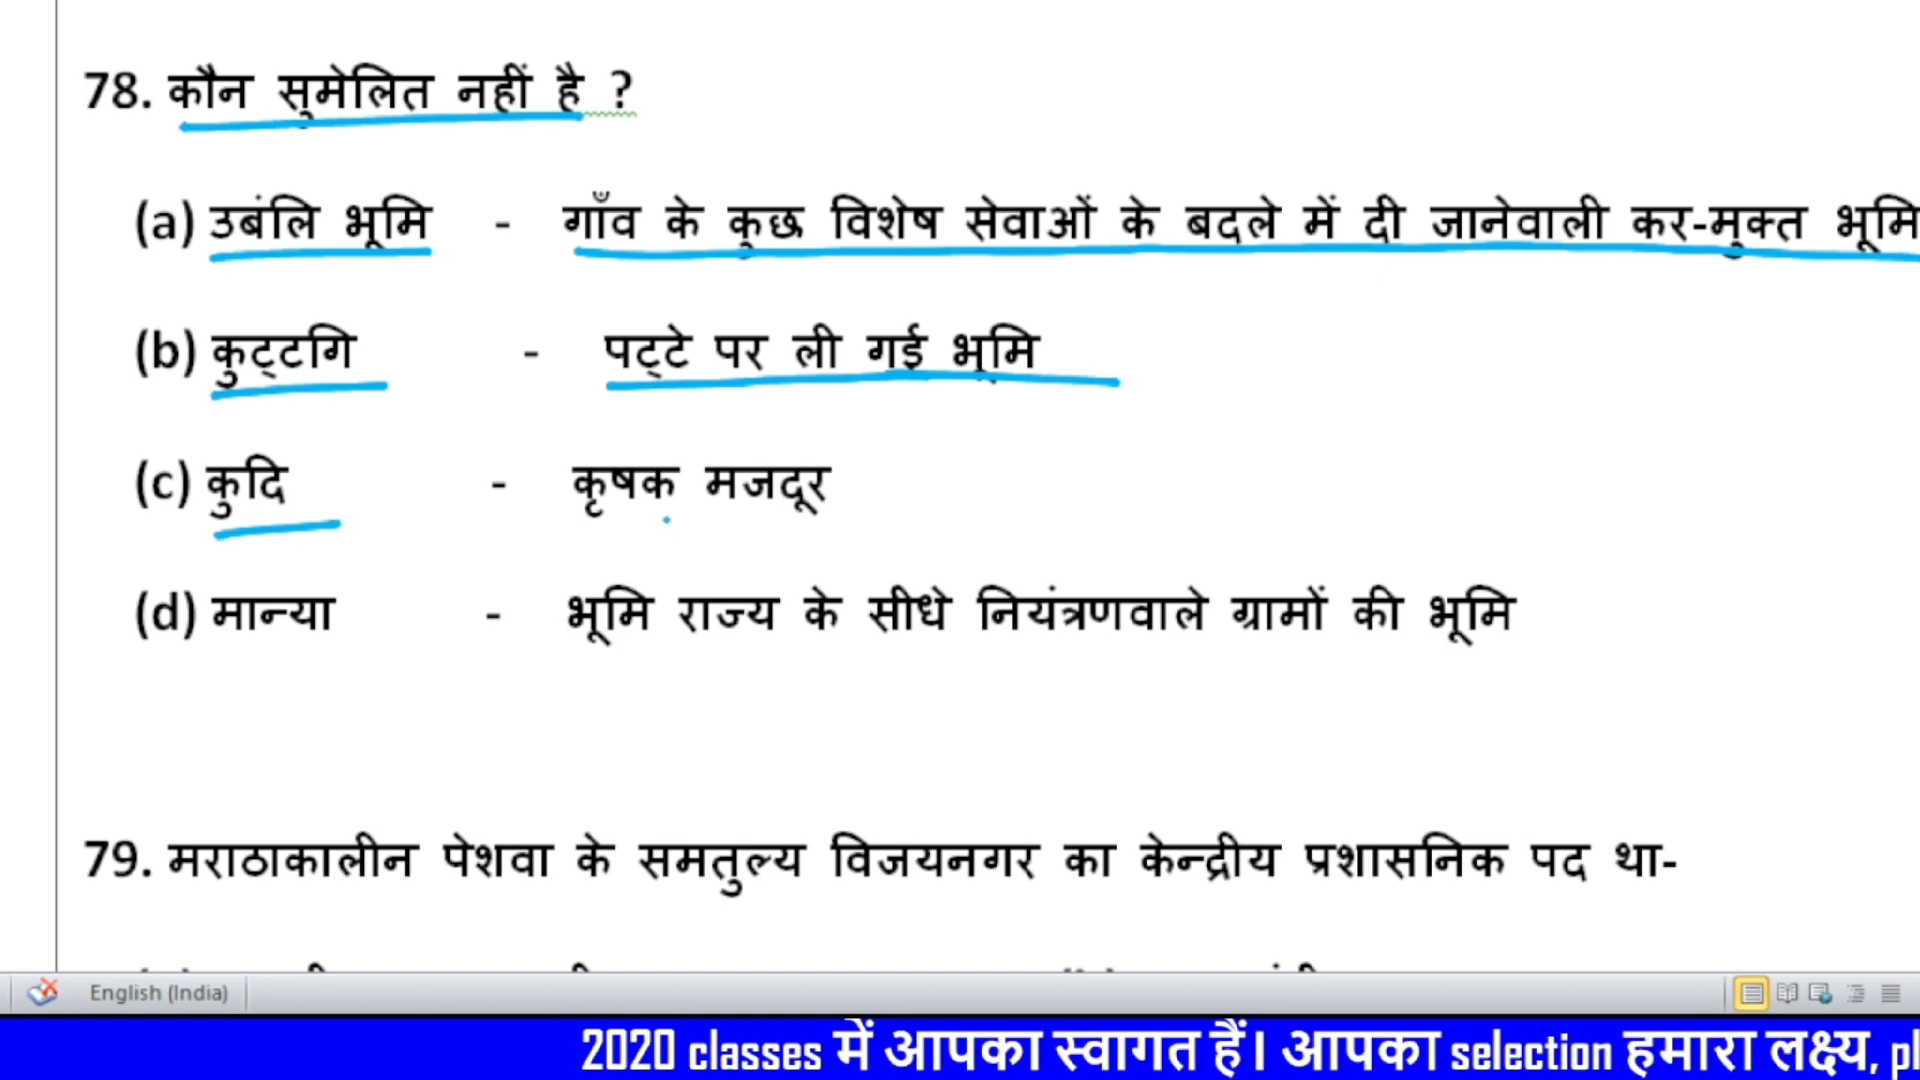 78. कौन सुमेलित नहीं है ?
(a) उबंलि भूमि - गाँव के कुछ विशेष सेवाओं के बदले में दी जानेवाली कर-मुक्त भूमि
(b) कुट्टगि - पट्टे पर ली गई भूमि
(c) कुदि - कृषक मजदूर
(d) मान्या - भूमि राज्य के सीधे नियंत्रणवाले ग्रामों की भूमि
79. मराठाकालीन पेशवा के समतुल्य विजयनगर का केन्द्रीय प्रशासनिक पद था-
English (India)
2020 classes में आपका स्वागत हैं। आपका selection हमारा लक्ष्य,